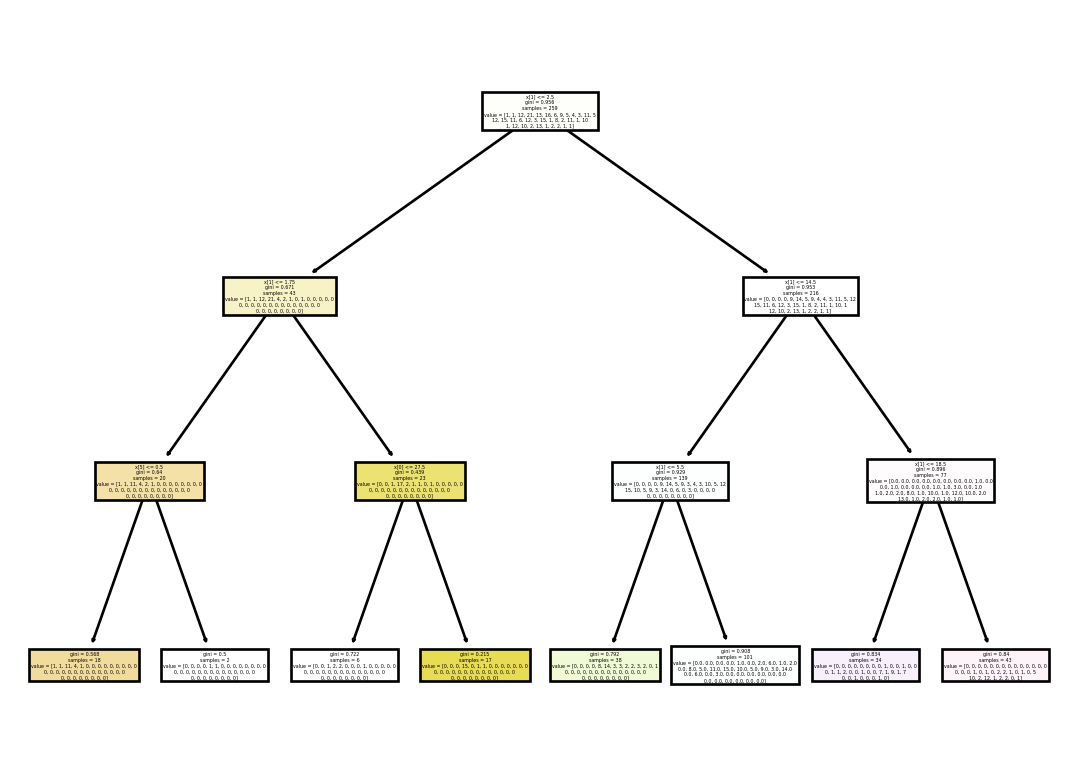 x[1] <= 2.5
gini = 0.956
samples = 259
value = [1, 1, 12, 21, 13, 16, 6, 9, 5, 4, 3, 11, 5
12, 15, 11, 6, 12, 3, 15, 1, 8, 2, 11, 1, 10
1, 12, 10, 2, 13, 1, 2, 2, 1, 1]
x[1] <= 1.75
gini = 0.671
samples = 43
value = [1, 1, 12, 21, 4, 2, 1, 0, 1, 0, 0, 0, 0, 0
0, 0, 0, 0, 0, 0, 0, 0, 0, 0, 0, 0, 0, 0
0, 0, 0, 0, 0, 0, 0, 0]
x[1] <= 14.5
gini = 0.953
samples = 216
value = [0, 0, 0, 0, 9, 14, 5, 9, 4, 4, 3, 11, 5, 12
15, 11, 6, 12, 3, 15, 1, 8, 2, 11, 1, 10, 1
12, 10, 2, 13, 1, 2, 2, 1, 1]
x[5] <= 0.5
gini = 0.64
samples = 20
value = [1, 1, 11, 4, 2, 1, 0, 0, 0, 0, 0, 0, 0, 0
0, 0, 0, 0, 0, 0, 0, 0, 0, 0, 0, 0, 0, 0
0, 0, 0, 0, 0, 0, 0, 0]
x[0] <= 27.5
gini = 0.439
samples = 23
value = [0, 0, 1, 17, 2, 1, 1, 0, 1, 0, 0, 0, 0, 0
0, 0, 0, 0, 0, 0, 0, 0, 0, 0, 0, 0, 0, 0
0, 0, 0, 0, 0, 0, 0, 0]
x[1] <= 5.5
gini = 0.929
samples = 139
value = [0, 0, 0, 0, 9, 14, 5, 9, 3, 4, 3, 10, 5, 12
15, 10, 5, 9, 3, 14, 0, 6, 0, 3, 0, 0, 0, 0
0, 0, 0, 0, 0, 0, 0, 0]
x[1] <= 18.5
gini = 0.896
samples = 77
value = [0.0, 0.0, 0.0, 0.0, 0.0, 0.0, 0.0, 0.0, 1.0, 0.0
0.0, 1.0, 0.0, 0.0, 0.0, 1.0, 1.0, 3.0, 0.0, 1.0
1.0, 2.0, 2.0, 8.0, 1.0, 10.0, 1.0, 12.0, 10.0, 2.0
13.0, 1.0, 2.0, 2.0, 1.0, 1.0]
gini = 0.568
samples = 18
value = [1, 1, 11, 4, 1, 0, 0, 0, 0, 0, 0, 0, 0, 0
0, 0, 0, 0, 0, 0, 0, 0, 0, 0, 0, 0, 0, 0
0, 0, 0, 0, 0, 0, 0, 0]
gini = 0.5
samples = 2
value = [0, 0, 0, 0, 1, 1, 0, 0, 0, 0, 0, 0, 0, 0
0, 0, 0, 0, 0, 0, 0, 0, 0, 0, 0, 0, 0, 0
0, 0, 0, 0, 0, 0, 0, 0]
gini = 0.722
samples = 6
value = [0, 0, 1, 2, 2, 0, 0, 0, 1, 0, 0, 0, 0, 0
0, 0, 0, 0, 0, 0, 0, 0, 0, 0, 0, 0, 0, 0
0, 0, 0, 0, 0, 0, 0, 0]
gini = 0.215
samples = 17
value = [0, 0, 0, 15, 0, 1, 1, 0, 0, 0, 0, 0, 0, 0
0, 0, 0, 0, 0, 0, 0, 0, 0, 0, 0, 0, 0, 0
0, 0, 0, 0, 0, 0, 0, 0]
gini = 0.792
samples = 38
value = [0, 0, 0, 0, 8, 14, 3, 3, 2, 2, 3, 2, 0, 1
0, 0, 0, 0, 0, 0, 0, 0, 0, 0, 0, 0, 0, 0
0, 0, 0, 0, 0, 0, 0, 0]
gini = 0.908
samples = 101
value = [0.0, 0.0, 0.0, 0.0, 1.0, 0.0, 2.0, 6.0, 1.0, 2.0
0.0, 8.0, 5.0, 11.0, 15.0, 10.0, 5.0, 9.0, 3.0, 14.0
0.0, 6.0, 0.0, 3.0, 0.0, 0.0, 0.0, 0.0, 0.0, 0.0
0.0, 0.0, 0.0, 0.0, 0.0, 0.0]
gini = 0.834
samples = 34
value = [0, 0, 0, 0, 0, 0, 0, 0, 1, 0, 0, 1, 0, 0
0, 1, 1, 2, 0, 0, 1, 0, 0, 7, 1, 9, 1, 7
0, 0, 1, 0, 0, 0, 1, 0]
gini = 0.84
samples = 43
value = [0, 0, 0, 0, 0, 0, 0, 0, 0, 0, 0, 0, 0, 0
0, 0, 0, 1, 0, 1, 0, 2, 2, 1, 0, 1, 0, 5
10, 2, 12, 1, 2, 2, 0, 1]